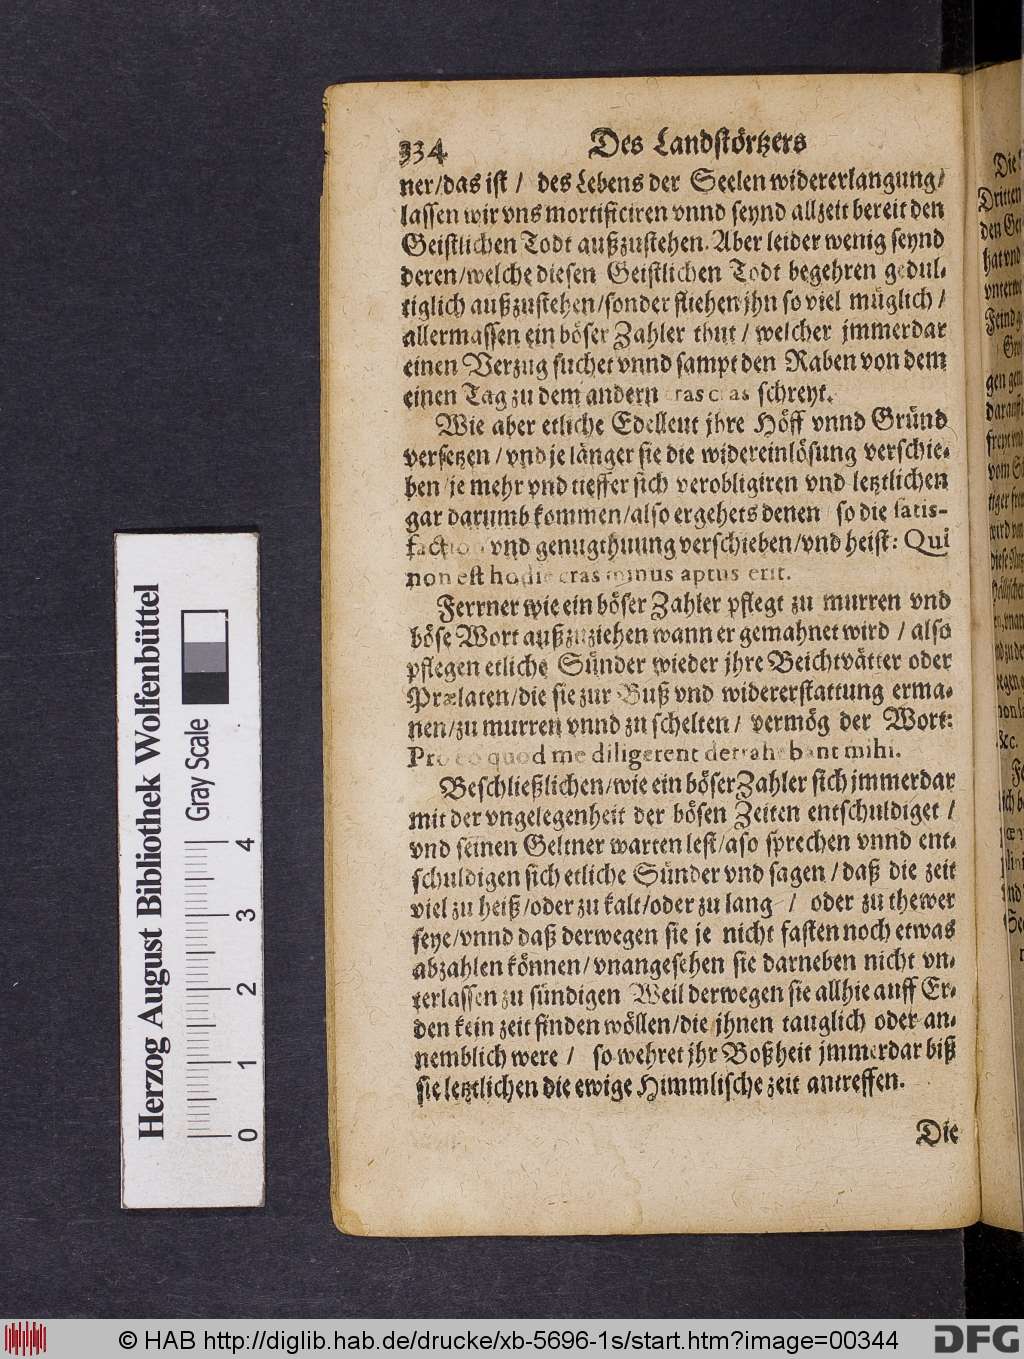 334 Des Landstörtzers
ner/das ist / des Lebens der Seelen widererlangung/
lassen wir vns mortificiren vnnd seynd allzeit bereit den
Geistlichen Todt außzustehen. Aber leider wenig seynd
deren/welche diesen Geistlichen Todt begehren gedul-
tiglich außzustehen/sonder fliehen jhn so viel müglich /
allermassen ein böser Zahler thut / welcher jmmerdar
einen Verzug suchet vnnd sampt den Raben von dem
einen Tag zu dem andern cras cras schreyt.
Wie aber etliche Edelleut jhre Höff vnnd Gründ
versetzen / vnd je länger sie die widereinlösung verschie-
ben/je mehr vnd tieffer sich verobligiren vnd letztlichen
gar darumb kommen/also ergehets denen / so die satis-
faction vnd genugthuung verschieben/vnd heist: Qui
non est hodie cras minus aptus erit.
Ferrner wie ein böser Zahler pflegt zu murren vnd
böse Wort außzuziehen wann er gemahnet wird / also
pflegen etliche Sünder wieder jhre Beichtvätter oder
Prælaten/die sie zur Buß vnd widererstattung erma-
nen/zu murren vnnd zu schelten / vermög der Wort:
Pro eo quod me diligerent detrahebant mihi.
Beschließlichen/wie ein böser Zahler sich jmmerdar
mit der vngelegenheit der bösen Zeiten entschuldiget /
vnd seinen Geltner warten lest/aso sprechen vnnd ent-
schuldigen sich etliche Sünder vnd sagen / daß die zeit
viel zu heiß/oder zu kalt/oder zu lang / oder zu thewer
seye/vnnd daß derwegen sie je nicht fasten noch etwas
abzahlen können/vnangesehen sie darneben nicht vn-
terlassen zu sündigen Weil derwegen sie allhie auff Er-
den kein zeit finden wöllen/die jhnen tauglich oder an-
nemblich were / so wehret jhr Boßheit jmmerdar biß
sie letztlichen die ewige Himmlische zeit antreffen.
Die
Herzog August Bibliothek Wolfenbüttel
Gray Scale
0 1 2 3 4
© HAB http://diglib.hab.de/drucke/xb-5696-1s/start.htm?image=00344
DFG